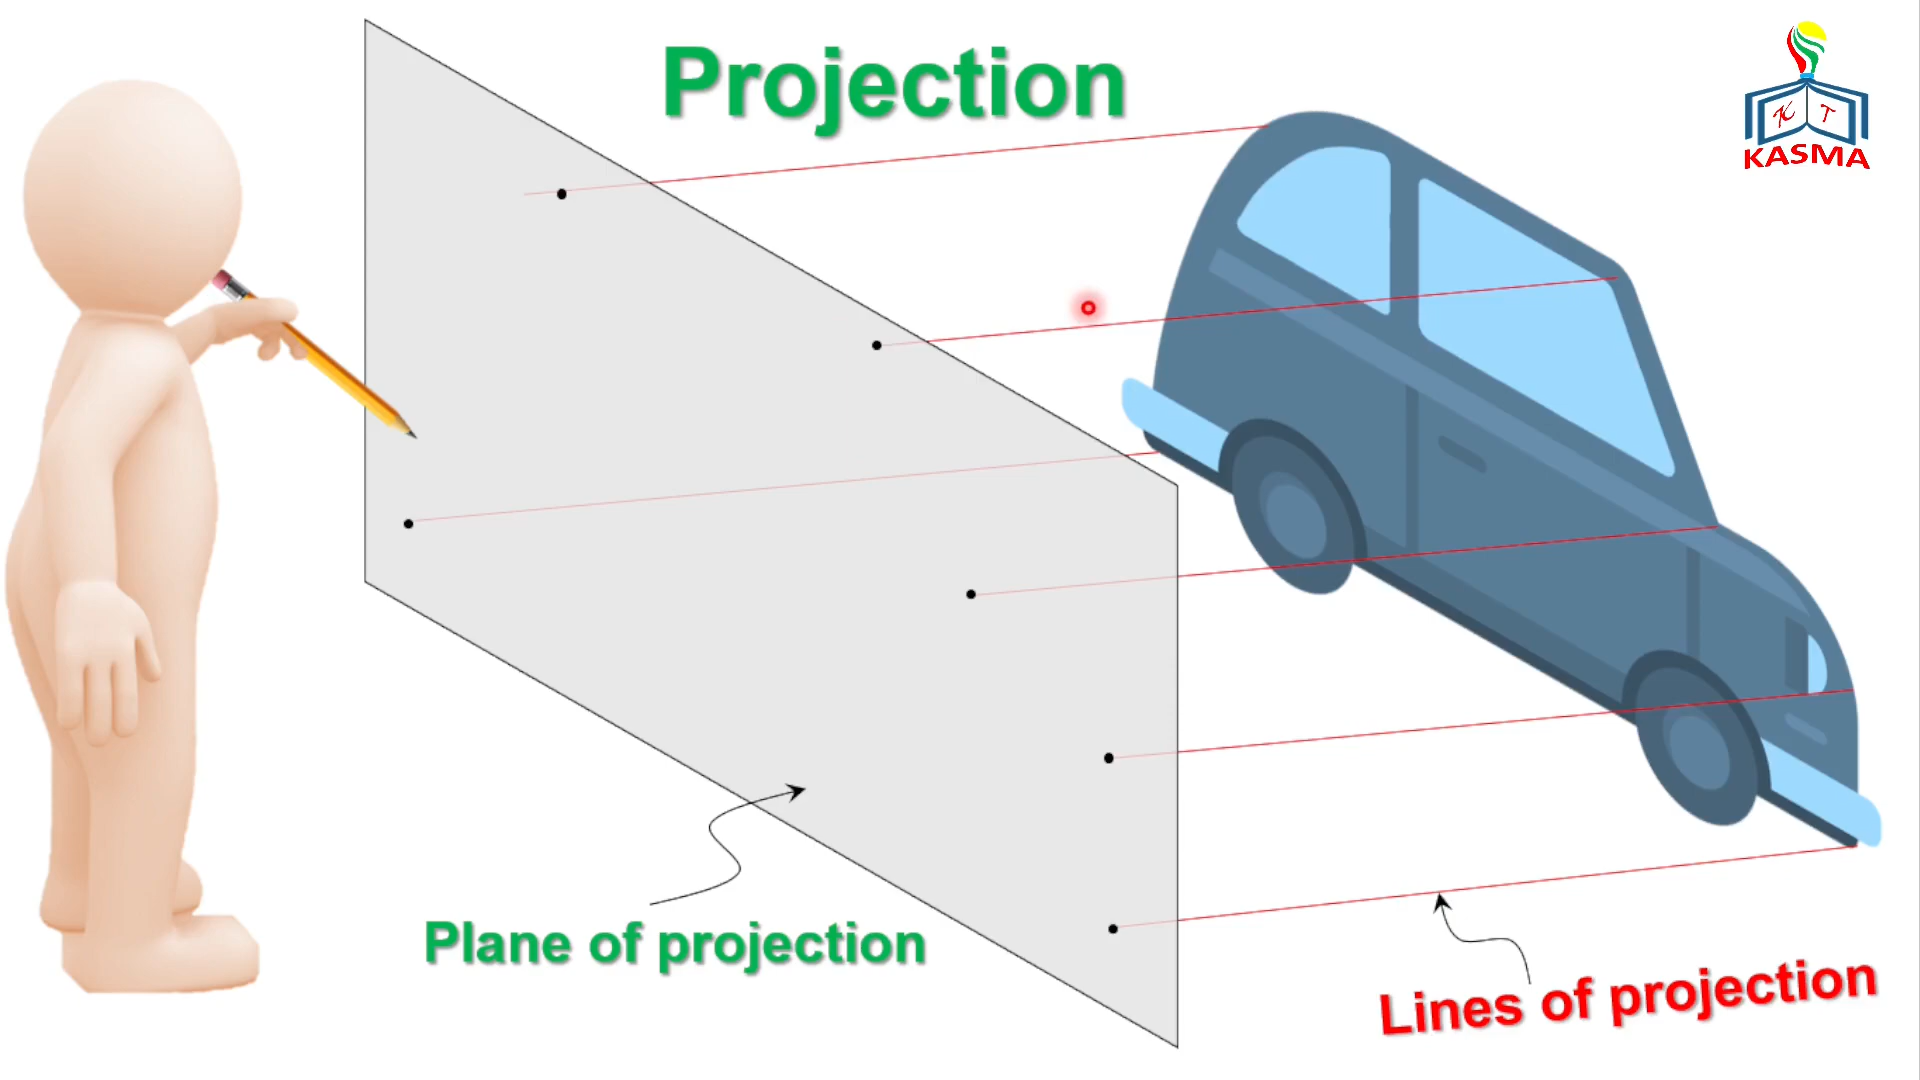 Projection
K T
KASMA
Plane of projection
Lines of projection